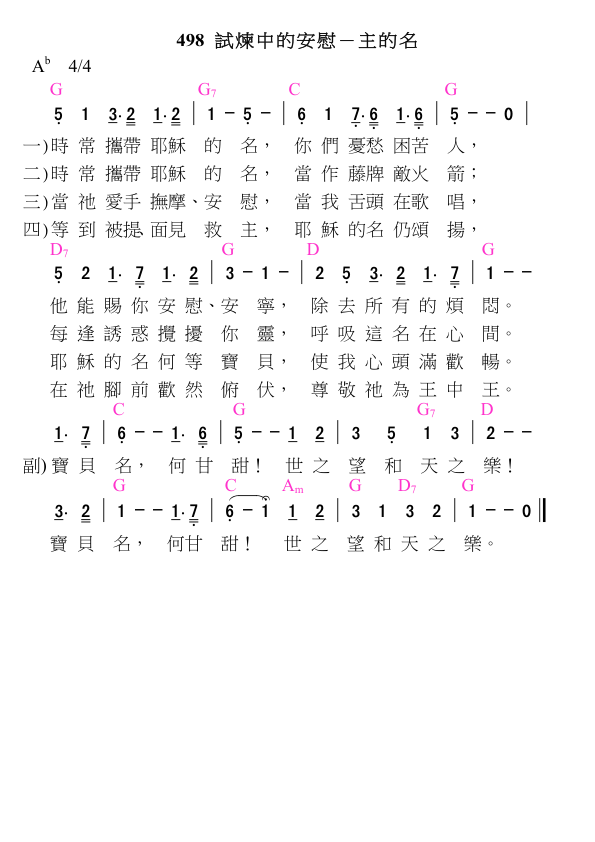 498 試煉中的安慰－主的名
A♭ 4/4
G G7 C G
5̣ 1 3·2 1·2 | 1 － 5̣ － | 6̣ 1 7̣·6̣ 1·6̣ | 5̣ － － 0 |
一)時常攜帶耶穌的名，你們憂愁困苦人，
二)時常攜帶耶穌的名，當作藤牌敵火箭；
三)當祂愛手撫摩、安慰，當我舌頭在歌唱，
四)等到被提、面見救主，耶穌的名仍頌揚，
D7 G D G
5̣ 2 1· 7̣ 1· 2 | 3 － 1 － | 2 5̣ 3· 2 1· 7̣ | 1 － －
他能賜你安慰、安寧，除去所有的煩悶。
每逢誘惑攪擾你靈，呼吸這名在心間。
耶穌的名何等寶貝，使我心頭滿歡暢。
在祂腳前歡然俯伏，尊敬祂為王中王。
C G G7 D
1· 7̣ | 6̣ － － 1· 6̣ | 5̣ － － 1 2 | 3 5̣ 1 3 | 2 － －
副)寶貝名，何甘甜！世之望和天之樂！
G C Am G D7 G
3· 2 | 1 － － 1·7̣ | 6̣ － 1̇ 1 2 | 3 1 3 2 | 1 － － 0 ‖
寶貝名，何甘甜！世之望和天之樂。